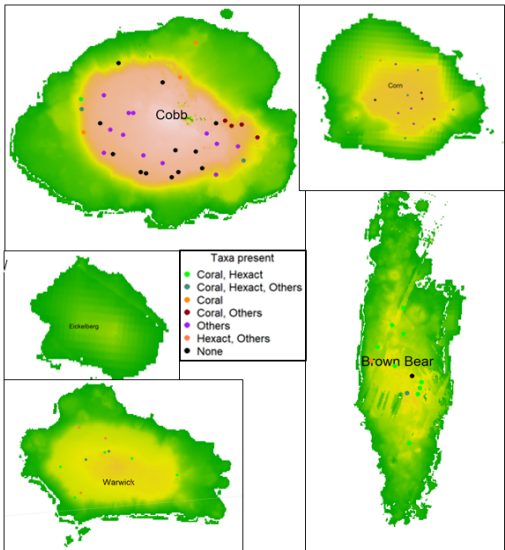 Cobb
Corn
Eickelberg
Taxa present
Coral, Hexact
Coral, Hexact, Others
Coral
Coral, Others
Others
Hexact, Others
None
Brown Bear
Warwick